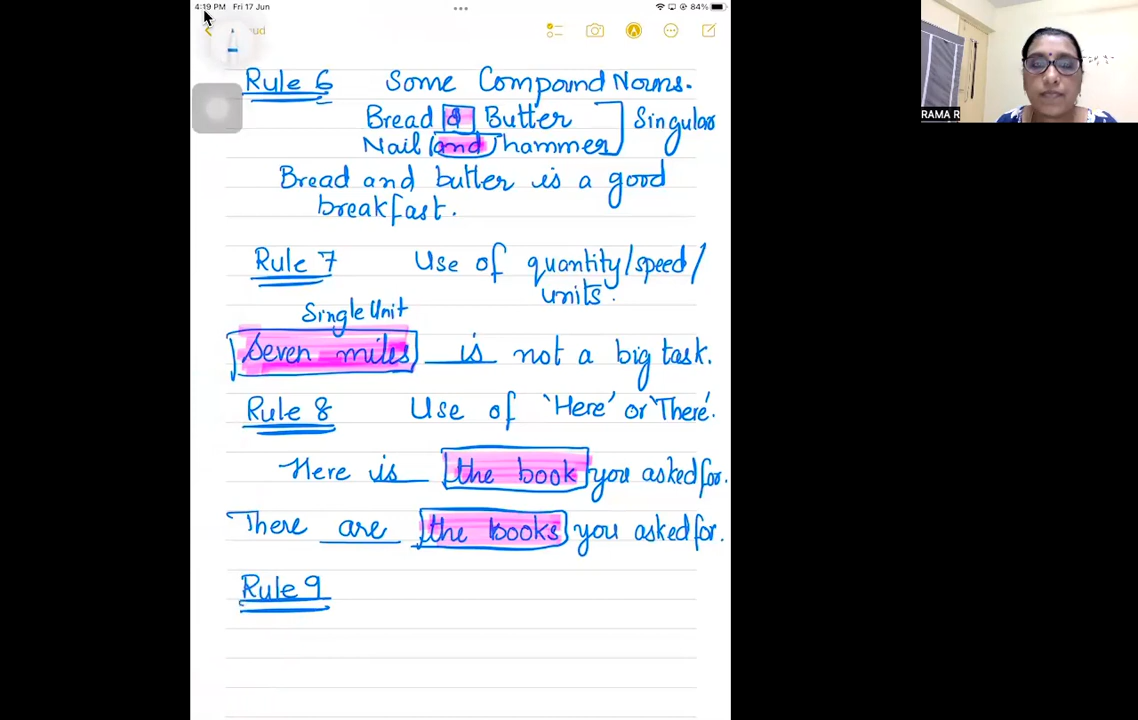 4:19 PM Fri 17 Jun
84%
Rule 6 Some Compound Nouns.
Bread & Butter
Nail and hammer
Singular
Bread and butter is a good
breakfast.
Rule 7 Use of quantity/speed/
units.
Single Unit
Seven miles is not a big task.
Rule 8 Use of 'Here' or 'There'.
Here is the book you asked for.
There are the books you asked for.
Rule 9
RAMA R